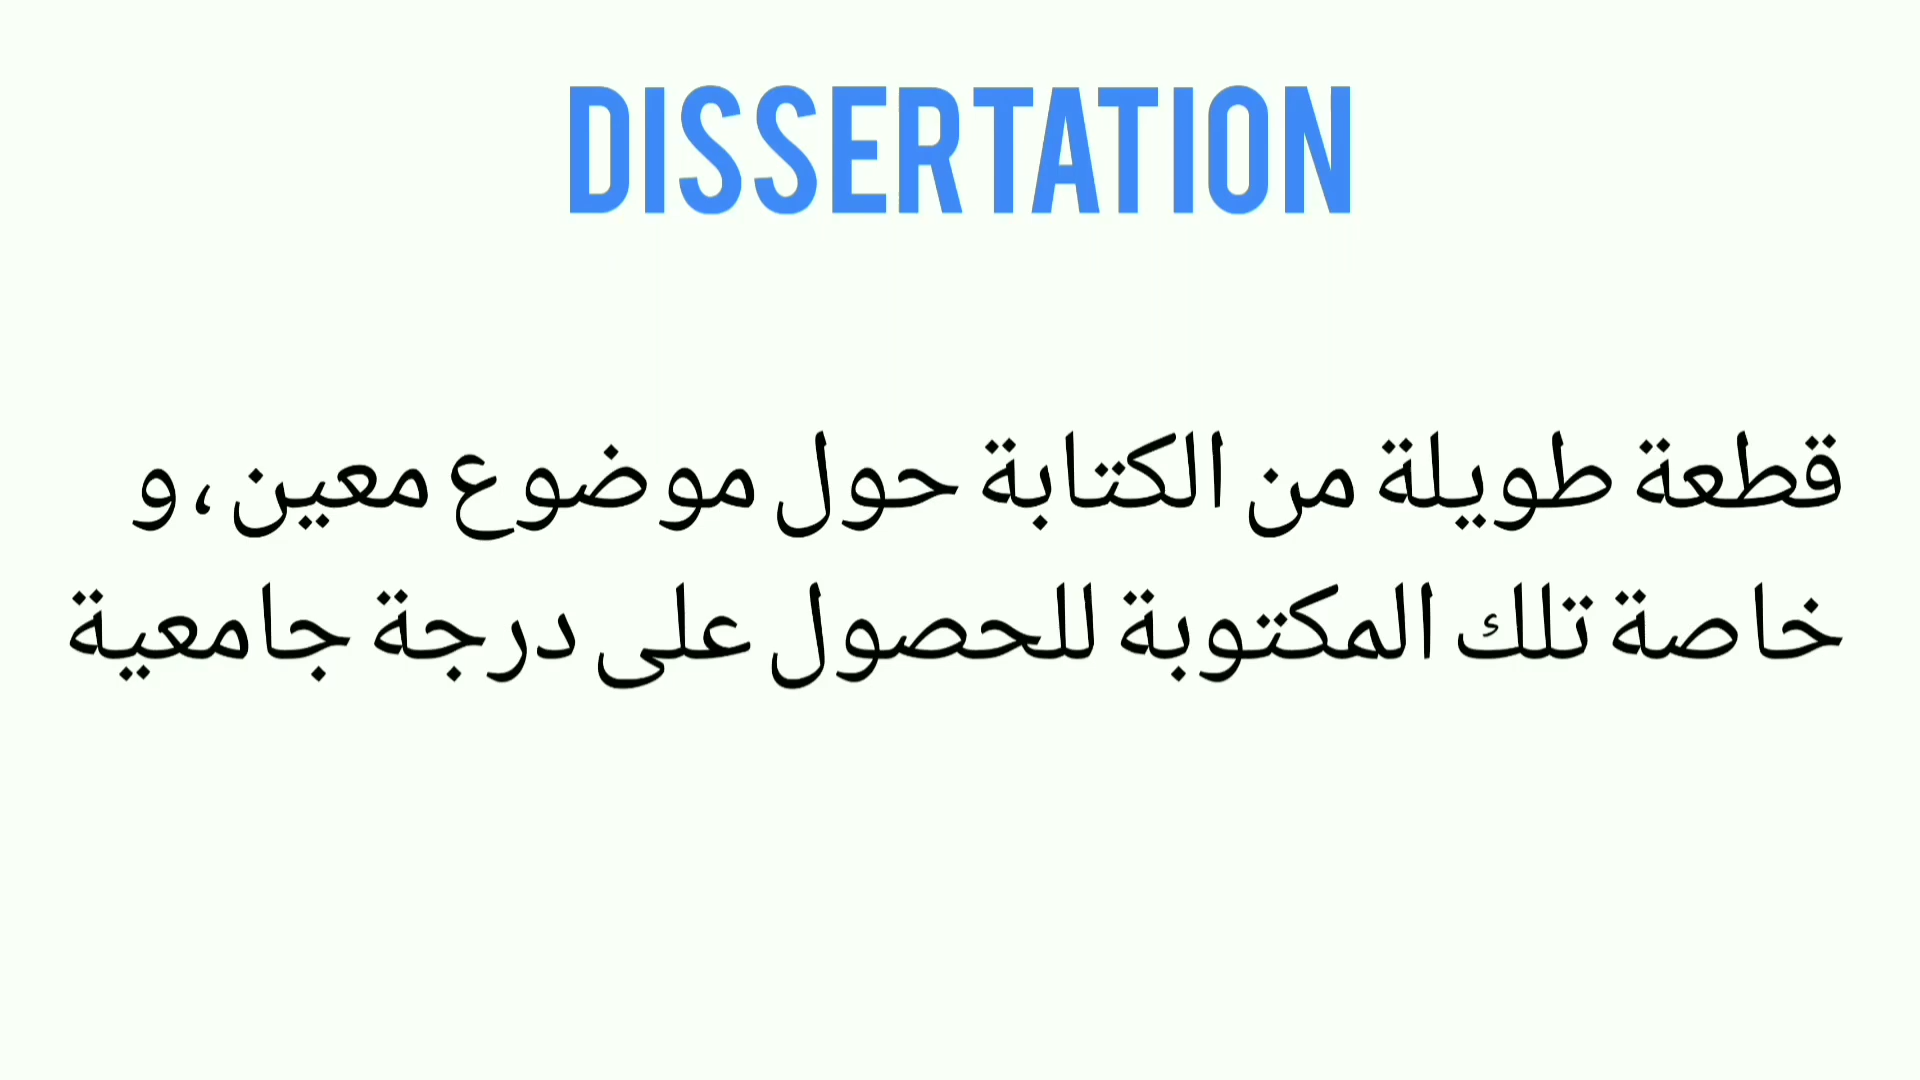 DISSERTATION
قطعة طويلة من الكتابة حول موضوع معين ، و
خاصة تلك المكتوبة للحصول على درجة جامعية